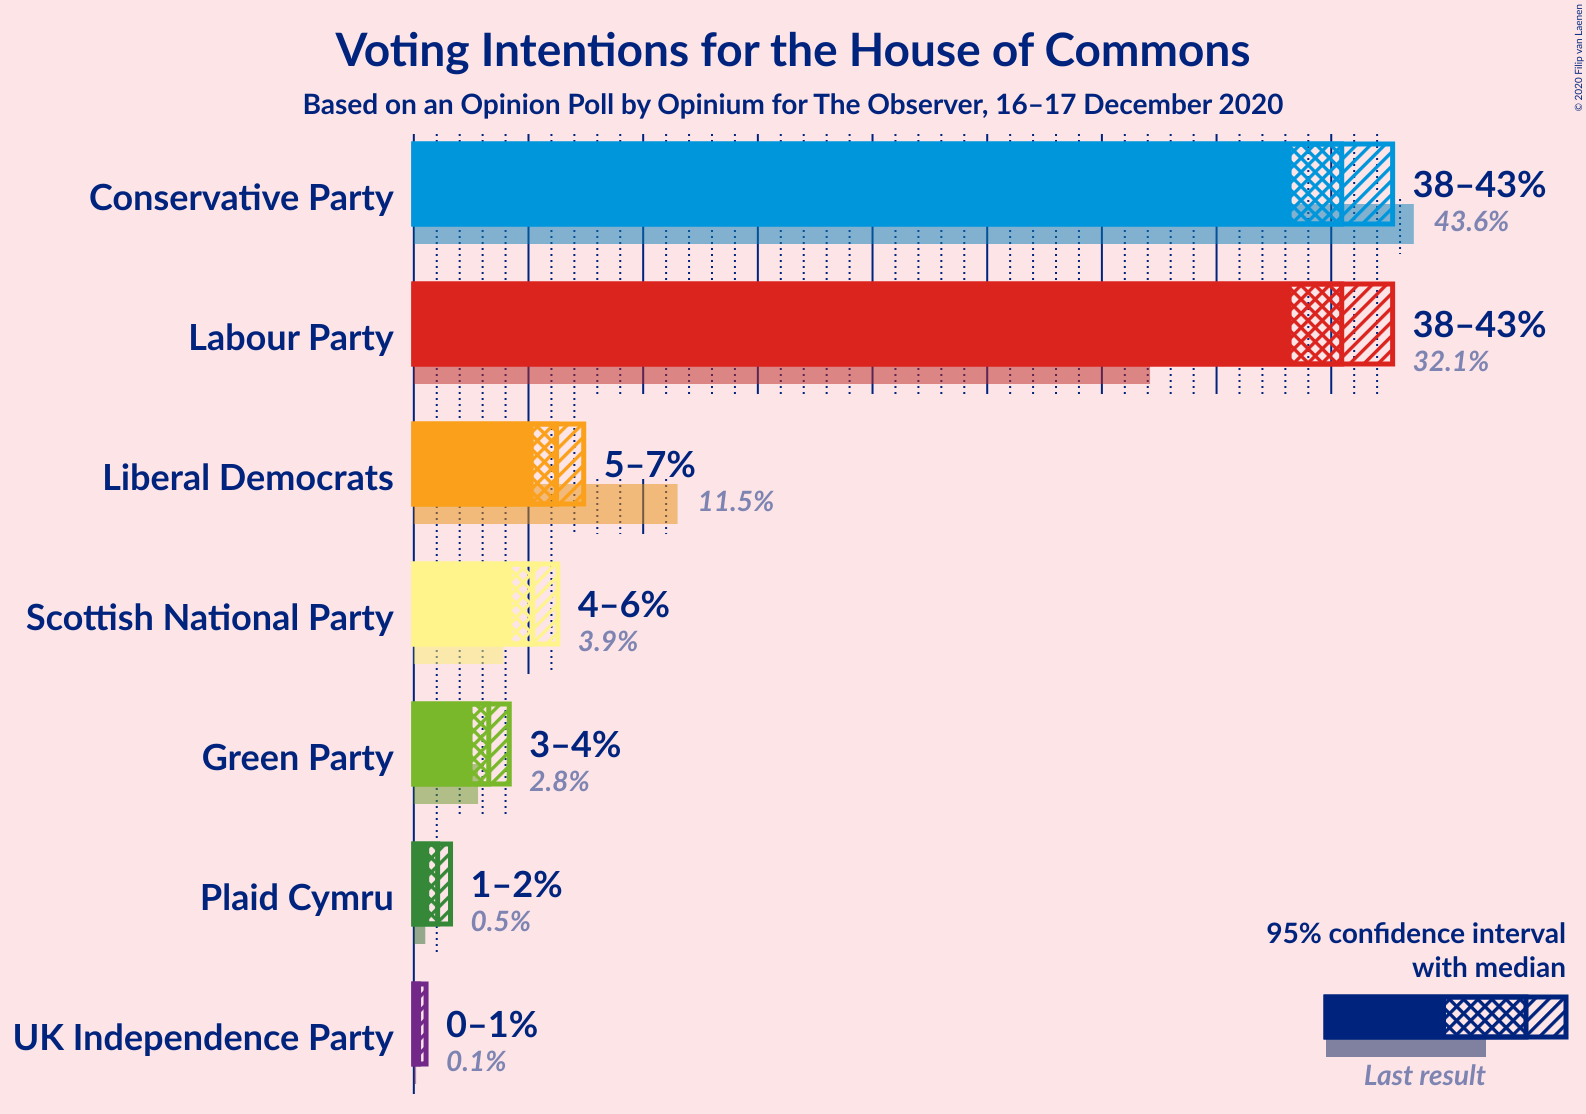 Voting Intentions for the House of Commons
Based on an Opinion Poll by Opinium for The Observer, 16–17 December 2020
© 2020 Filip van Laenen
Conservative Party
38–43%
43.6%
Labour Party
38–43%
32.1%
Liberal Democrats
5–7%
11.5%
Scottish National Party
4–6%
3.9%
Green Party
3–4%
2.8%
Plaid Cymru
1–2%
0.5%
UK Independence Party
0–1%
0.1%
95% confidence interval
with median
Last result